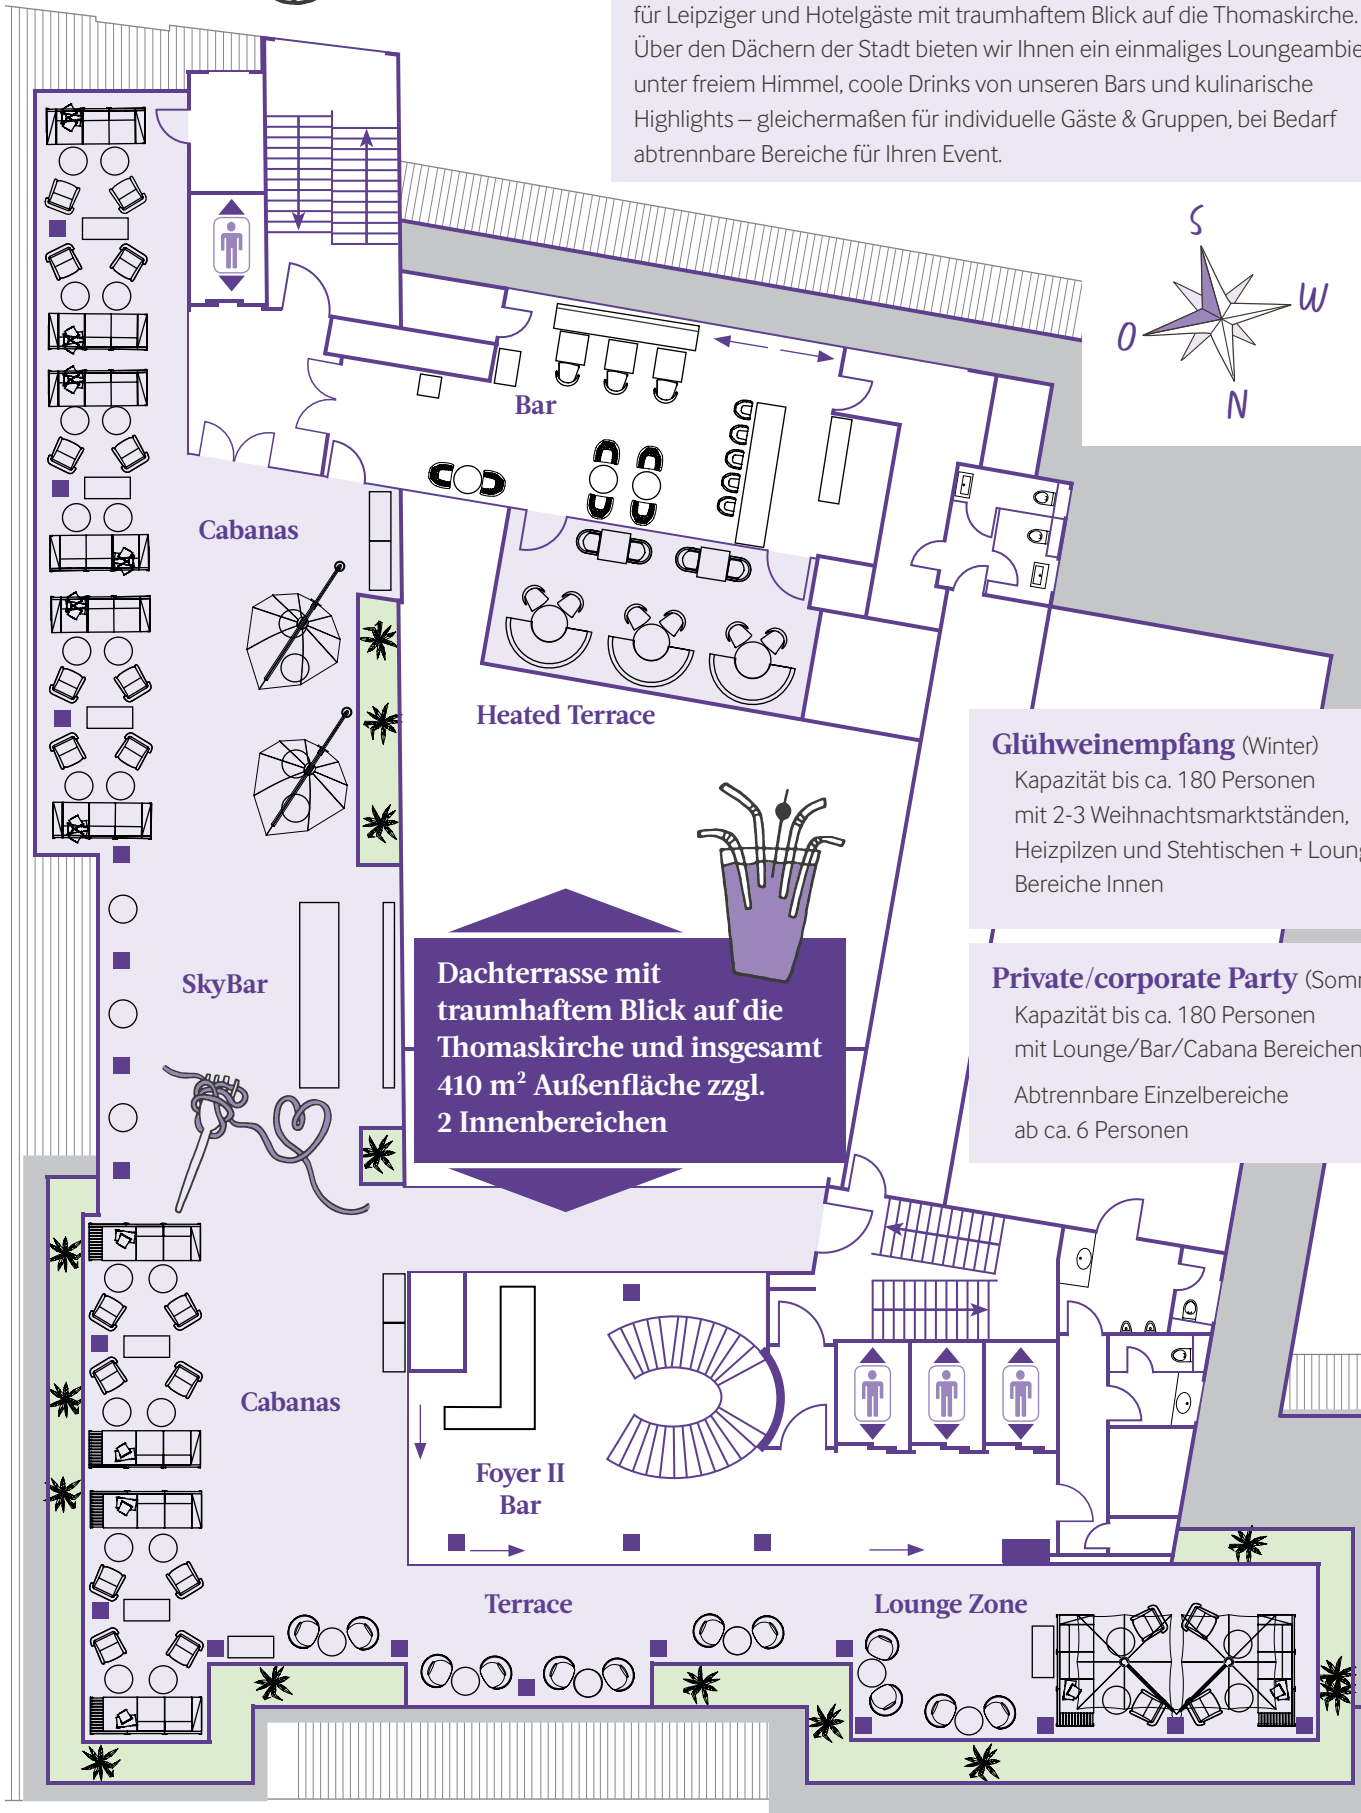 für Leipziger und Hotelgäste mit traumhaftem Blick auf die Thomaskirche.
Über den Dächern der Stadt bieten wir Ihnen ein einmaliges Loungeambie
unter freiem Himmel, coole Drinks von unseren Bars und kulinarische
Highlights – gleichermaßen für individuelle Gäste & Gruppen, bei Bedarf
abtrennbare Bereiche für Ihren Event.
S
W
O
N
Bar
Cabanas
Heated Terrace
Glühweinempfang (Winter)
Kapazität bis ca. 180 Personen
mit 2-3 Weihnachtsmarktständen,
Heizpilzen und Stehtischen + Loung
Bereiche Innen
SkyBar
Dachterrasse mit
traumhaftem Blick auf die
Thomaskirche und insgesamt
410 m² Außenfläche zzgl.
2 Innenbereichen
Private/corporate Party (Somm
Kapazität bis ca. 180 Personen
mit Lounge/Bar/Cabana Bereichen
Abtrennbare Einzelbereiche
ab ca. 6 Personen
Cabanas
Foyer II
Bar
Terrace
Lounge Zone